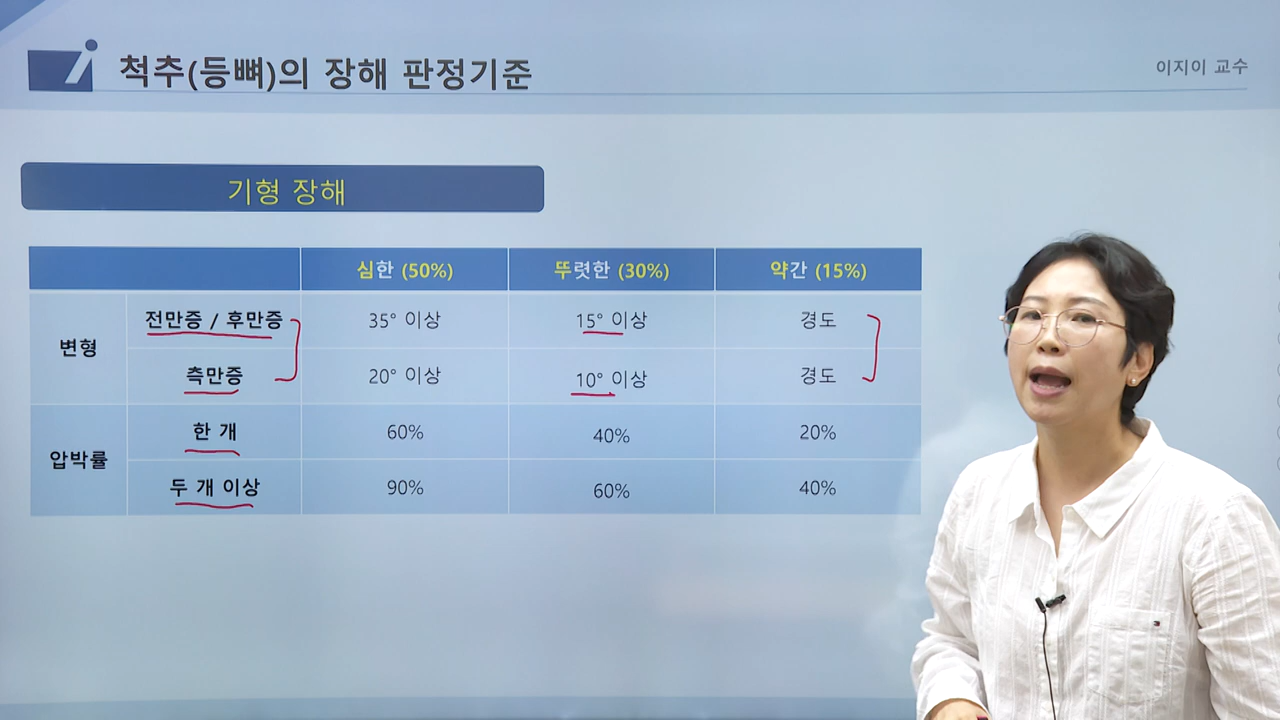 척추(등뼈)의 장해 판정기준
이지이 교수
기형 장해
심한 (50%) 뚜렷한 (30%) 약간 (15%)
변형
전만증 / 후만증 35° 이상 15° 이상 경도
측만증 20° 이상 10° 이상 경도
압박률
한 개 60% 40% 20%
두 개 이상 90% 60% 40%